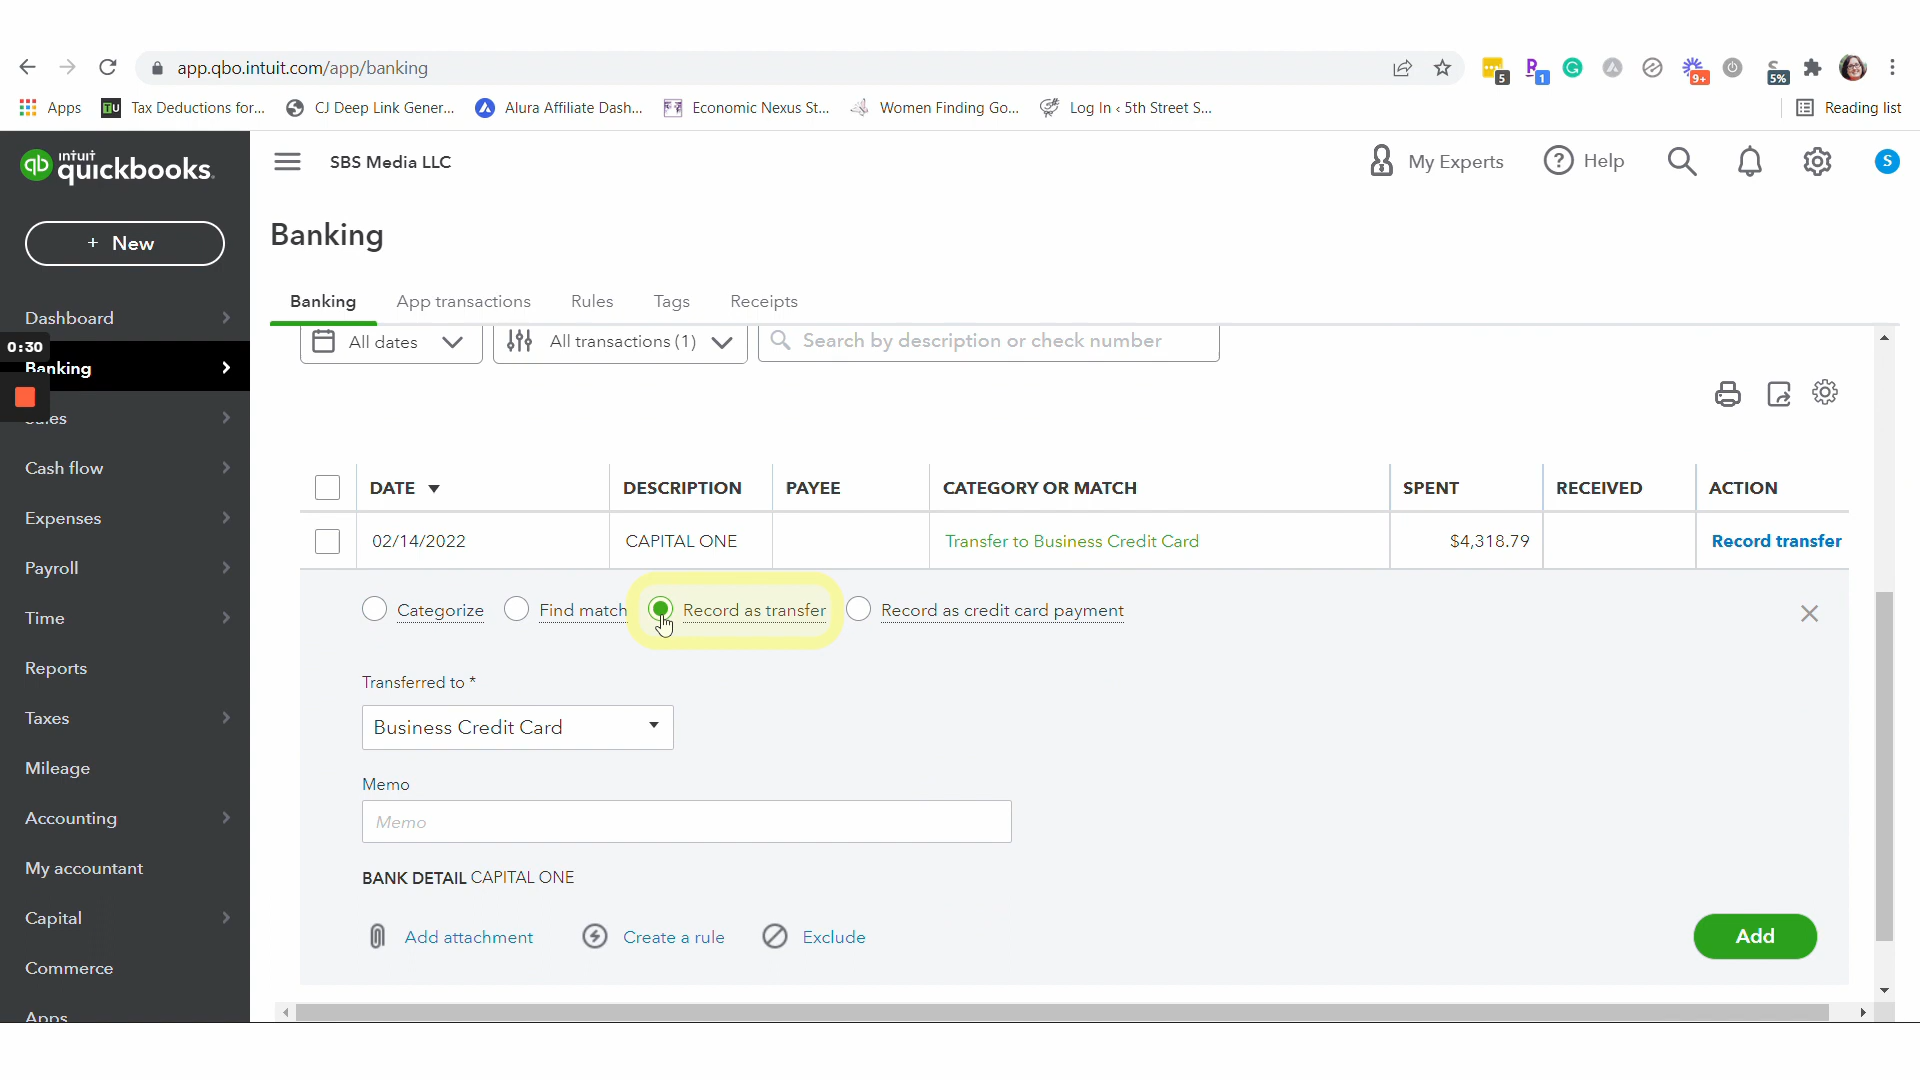 app.qbo.intuit.com/app/banking
5
1
9+
5%
Apps
Tax Deductions for...
CJ Deep Link Gener...
Alura Affiliate Dash...
Economic Nexus St...
Women Finding Go...
Log In ‹ 5th Street S...
Reading list
intuit
quickbooks.
SBS Media LLC
My Experts
Help
S
+ New
Banking
Banking
App transactions
Rules
Tags
Receipts
Dashboard
0:30
Banking
Cash flow
Expenses
Payroll
Time
Reports
Taxes
Mileage
Accounting
My accountant
Capital
Commerce
Apps
All dates
All transactions (1)
Search by description or check number
DATE
DESCRIPTION
PAYEE
CATEGORY OR MATCH
SPENT
RECEIVED
ACTION
02/14/2022
CAPITAL ONE
Transfer to Business Credit Card
$4,318.79
Record transfer
Categorize
Find match
Record as transfer
Record as credit card payment
Transferred to *
Business Credit Card
Memo
Memo
BANK DETAIL CAPITAL ONE
Add attachment
Create a rule
Exclude
Add